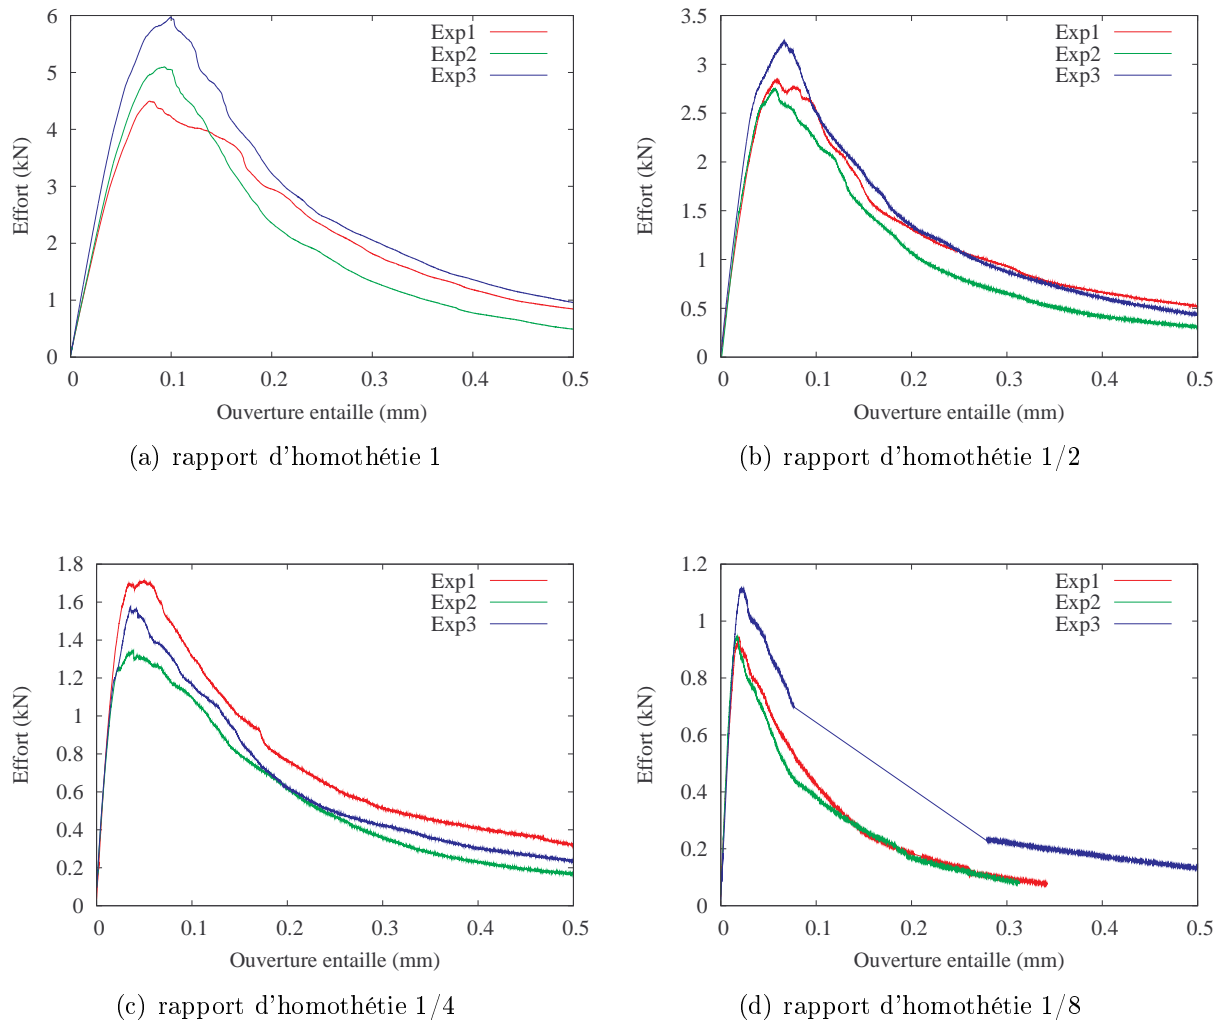 6
5
4
3
2
1
0
Effort (kN)
Exp1
Exp2
Exp3
0 0.1 0.2 0.3 0.4 0.5
Ouverture entaille (mm)
(a) rapport d'homothétie 1
3.5
3
2.5
2
1.5
1
0.5
0
Effort (kN)
Exp1
Exp2
Exp3
0 0.1 0.2 0.3 0.4 0.5
Ouverture entaille (mm)
(b) rapport d'homothétie 1/2
1.8
1.6
1.4
1.2
1
0.8
0.6
0.4
0.2
0
Effort (kN)
Exp1
Exp2
Exp3
0 0.1 0.2 0.3 0.4 0.5
Ouverture entaille (mm)
(c) rapport d'homothétie 1/4
1.2
1
0.8
0.6
0.4
0.2
0
Effort (kN)
Exp1
Exp2
Exp3
0 0.1 0.2 0.3 0.4 0.5
Ouverture entaille (mm)
(d) rapport d'homothétie 1/8